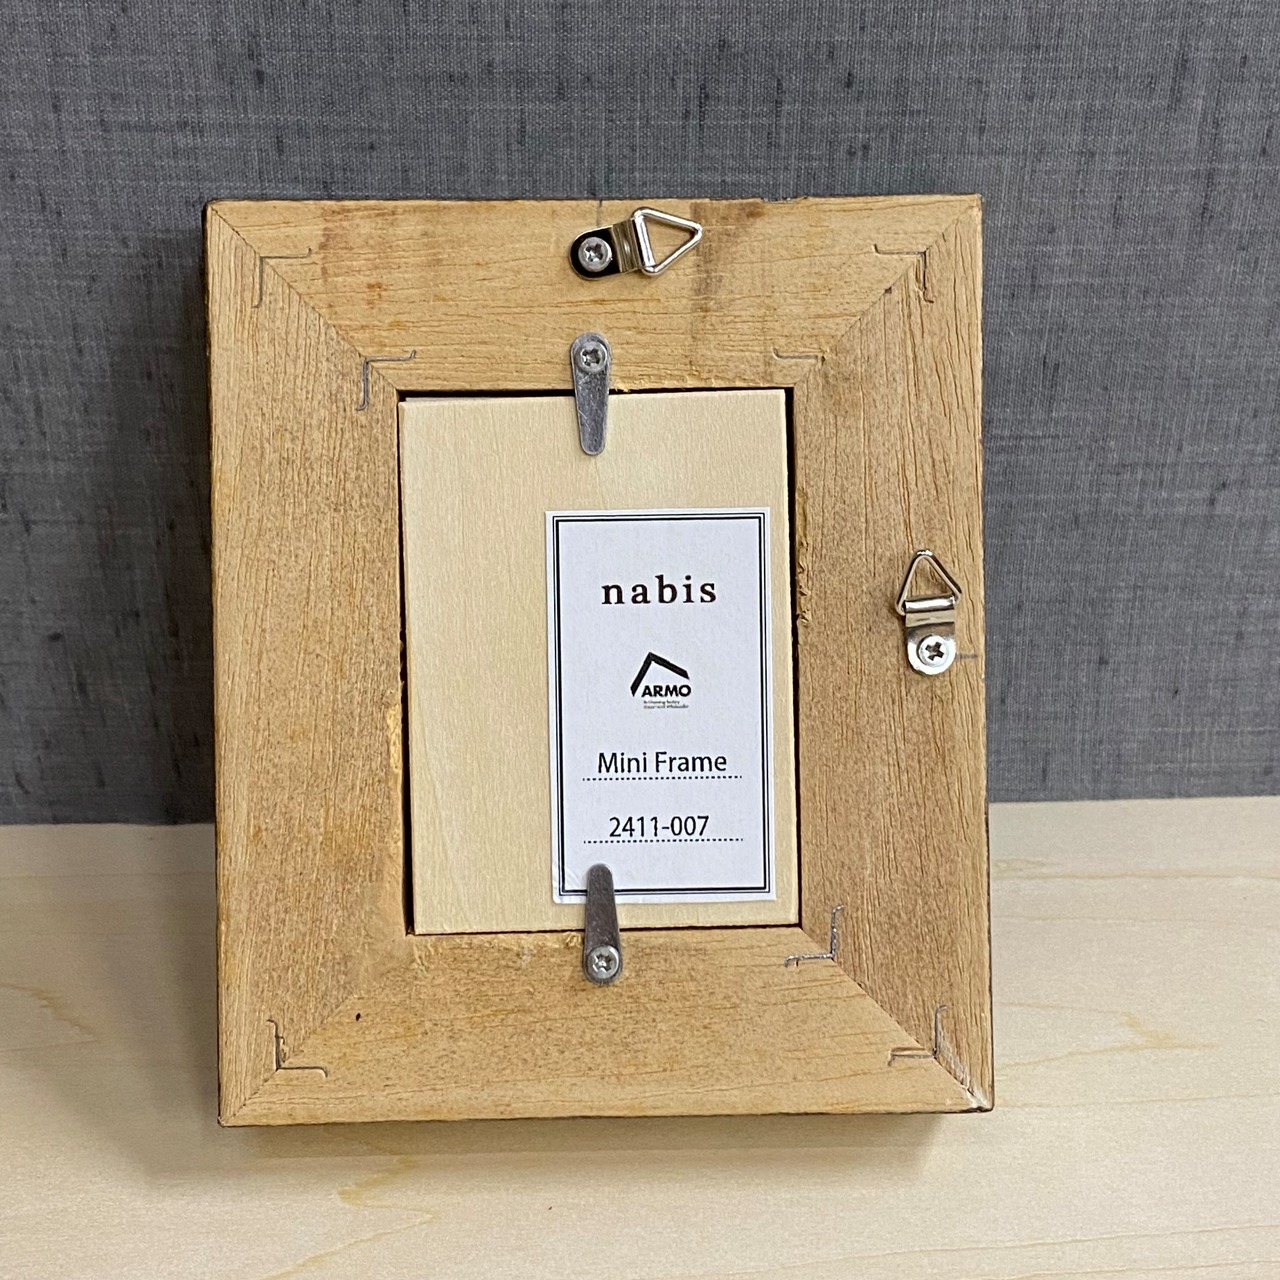 nabis
ARMO
Mini Frame
2411-007